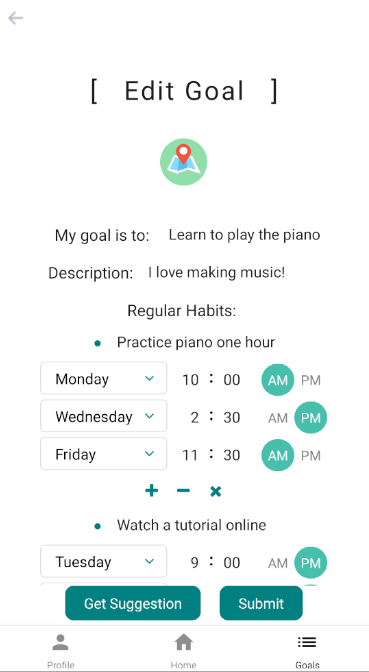 [ Edit Goal ]
My goal is to: Learn to play the piano
Description: I love making music!
Regular Habits:
• Practice piano one hour
Monday 10 : 00 AM PM
Wednesday 2 : 30 AM PM
Friday 11 : 30 AM PM
• Watch a tutorial online
Tuesday 9 : 00 AM PM
Get Suggestion Submit
Profile Home Goals